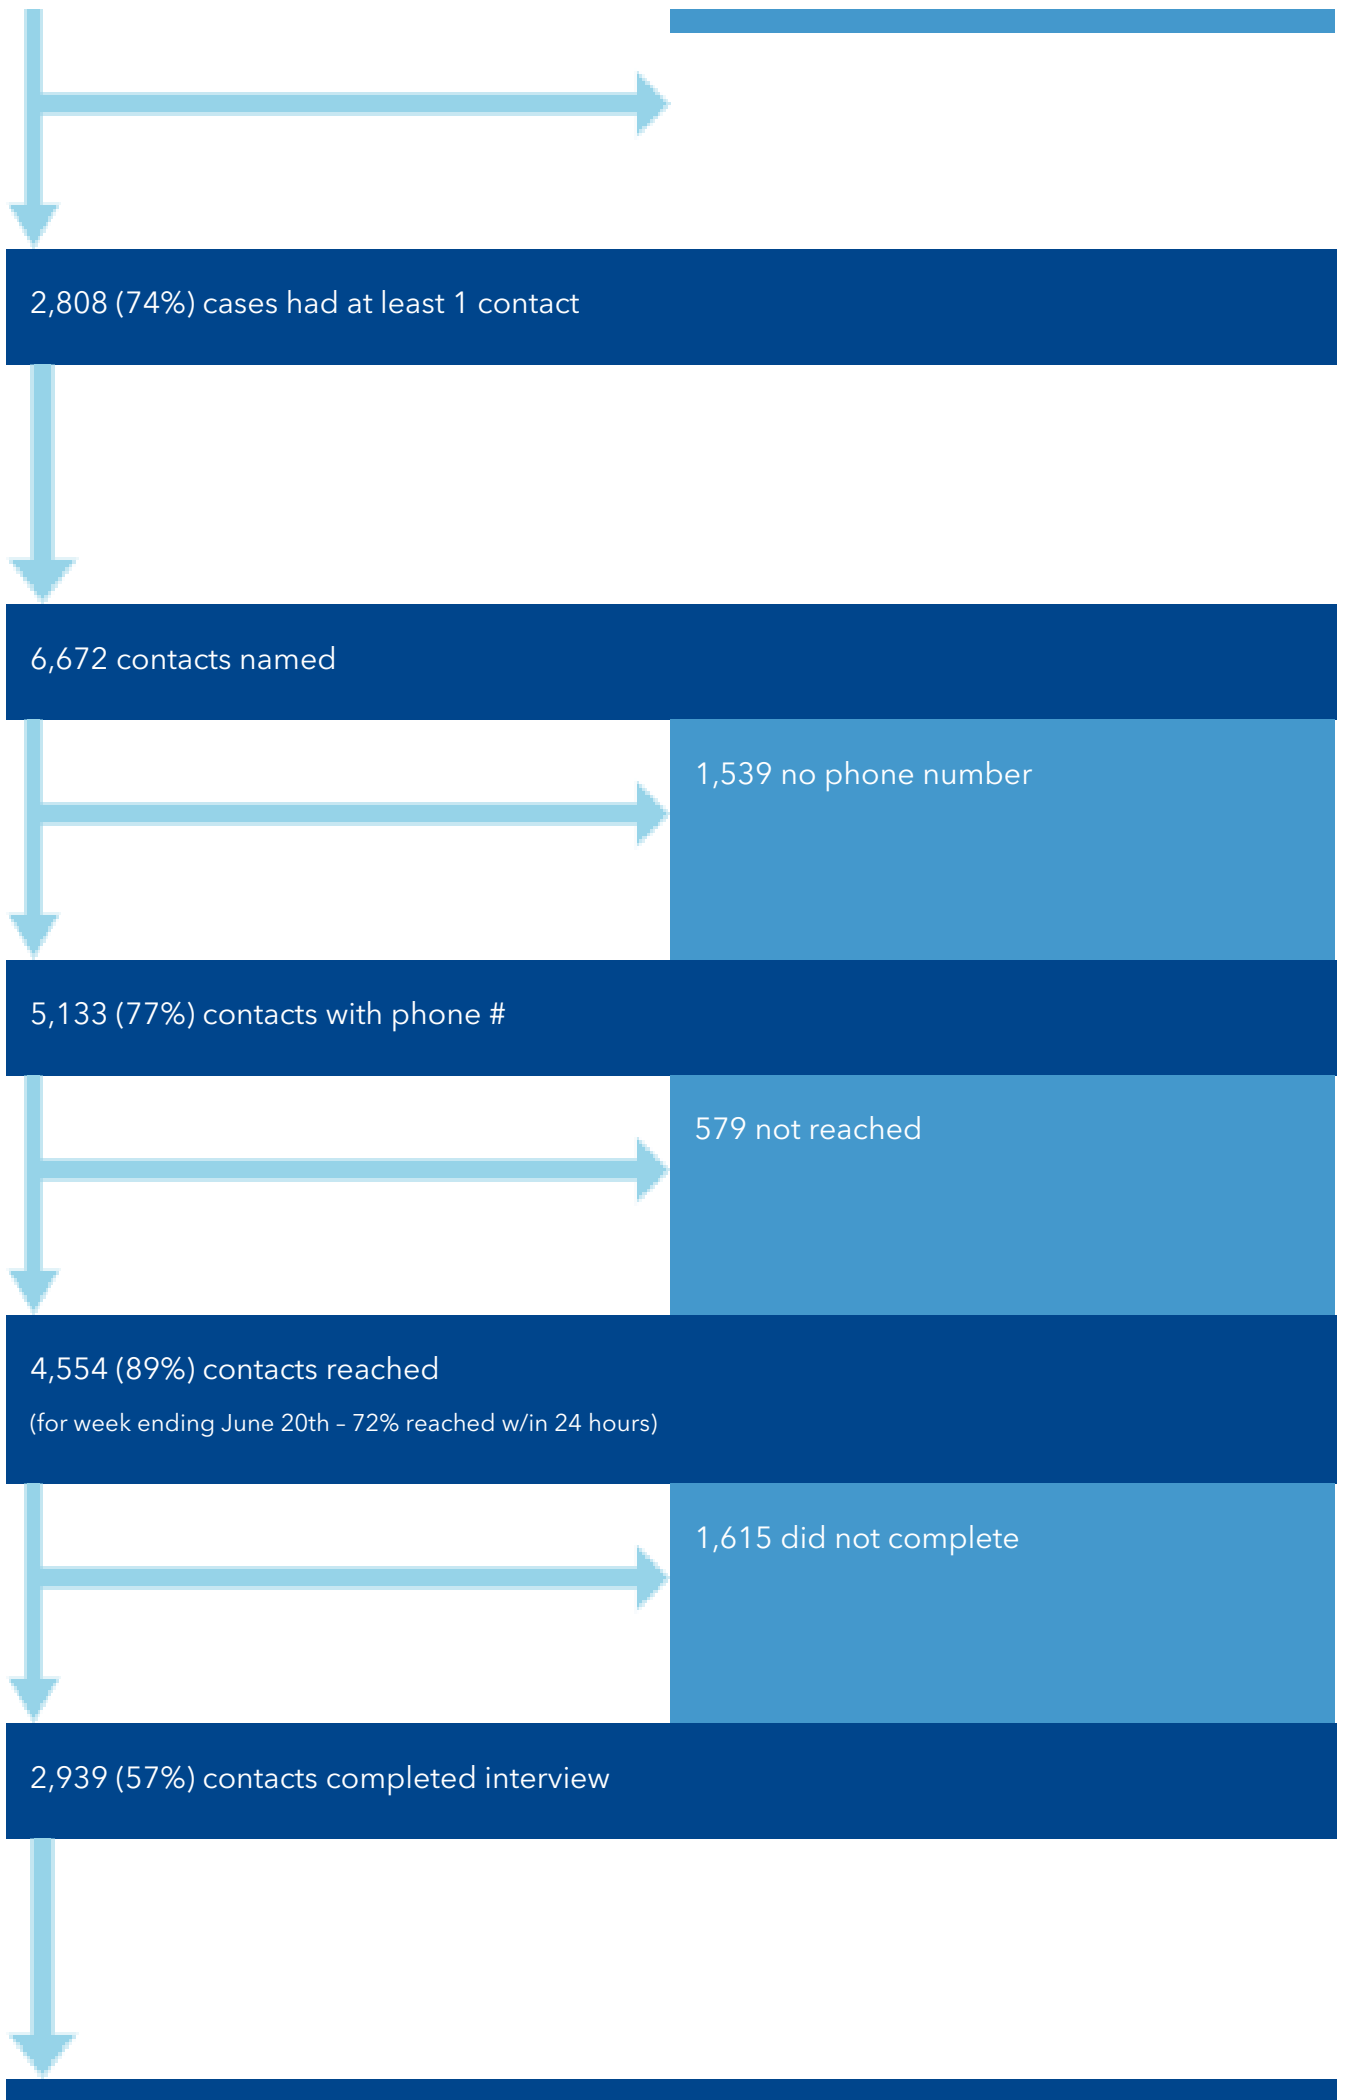 2,808 (74%) cases had at least 1 contact
6,672 contacts named
1,539 no phone number
5,133 (77%) contacts with phone #
579 not reached
4,554 (89%) contacts reached
(for week ending June 20th – 72% reached w/in 24 hours)
1,615 did not complete
2,939 (57%) contacts completed interview